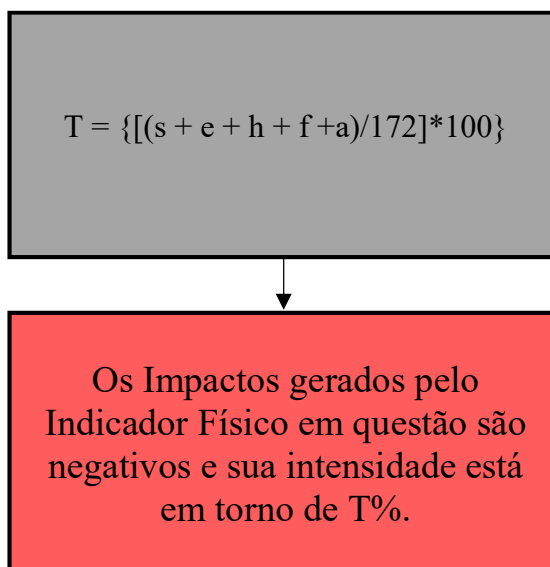 T = {[(s + e + h + f +a)/172]*100}
Os Impactos gerados pelo
Indicador Físico em questão são
negativos e sua intensidade está
em torno de T%.